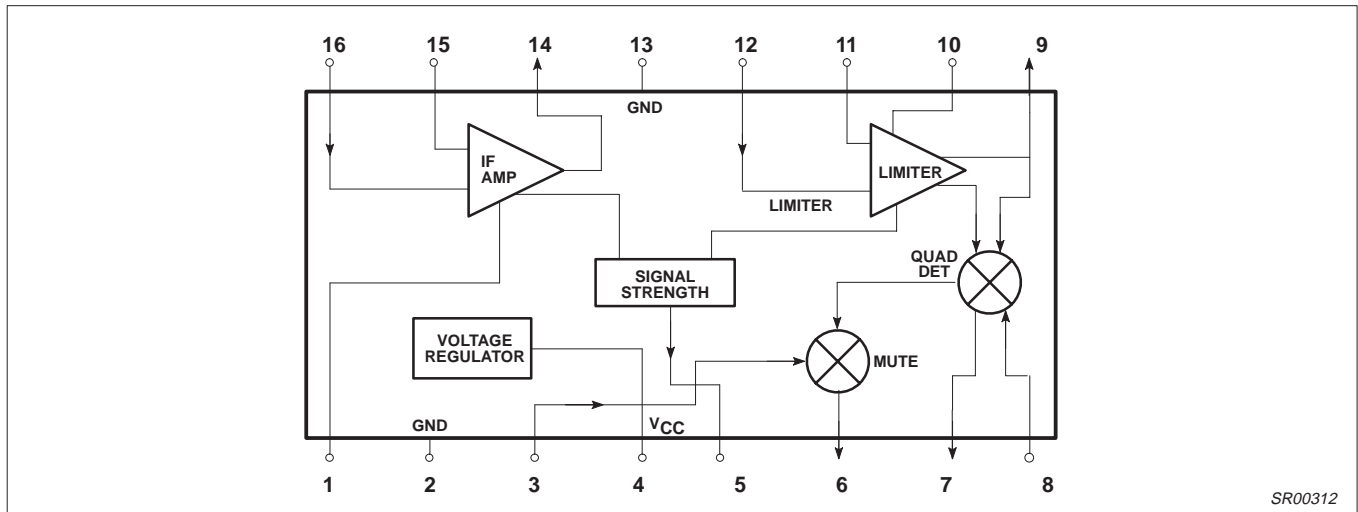 16 15 14 13 12 11 10 9
GND
IF
AMP
LIMITER
LIMITER
QUAD
DET
SIGNAL
STRENGTH
VOLTAGE
REGULATOR
MUTE
GND
VCC
1 2 3 4 5 6 7 8
SR00312